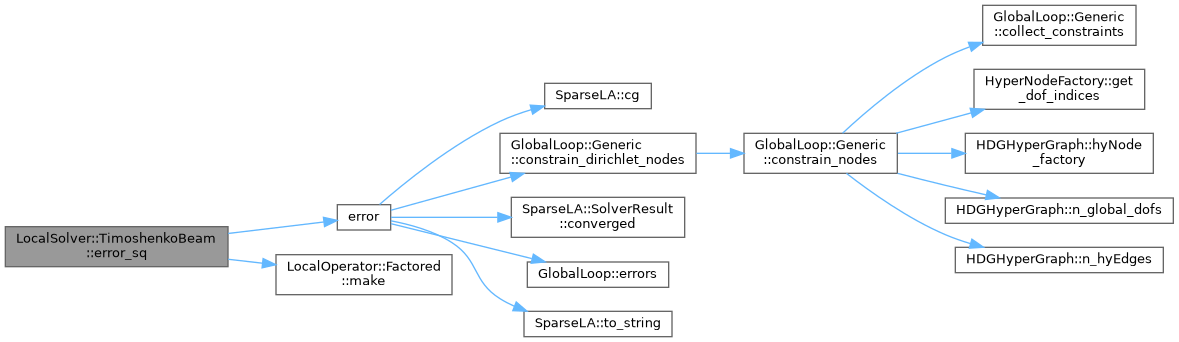 LocalSolver::TimoshenkoBeam
::error_sq
error
LocalOperator::Factored
::make
SparseLA::cg
GlobalLoop::Generic
::constrain_dirichlet_nodes
SparseLA::SolverResult
::converged
GlobalLoop::errors
SparseLA::to_string
GlobalLoop::Generic
::constrain_nodes
GlobalLoop::Generic
::collect_constraints
HyperNodeFactory::get
_dof_indices
HDGHyperGraph::hyNode
_factory
HDGHyperGraph::n_global_dofs
HDGHyperGraph::n_hyEdges